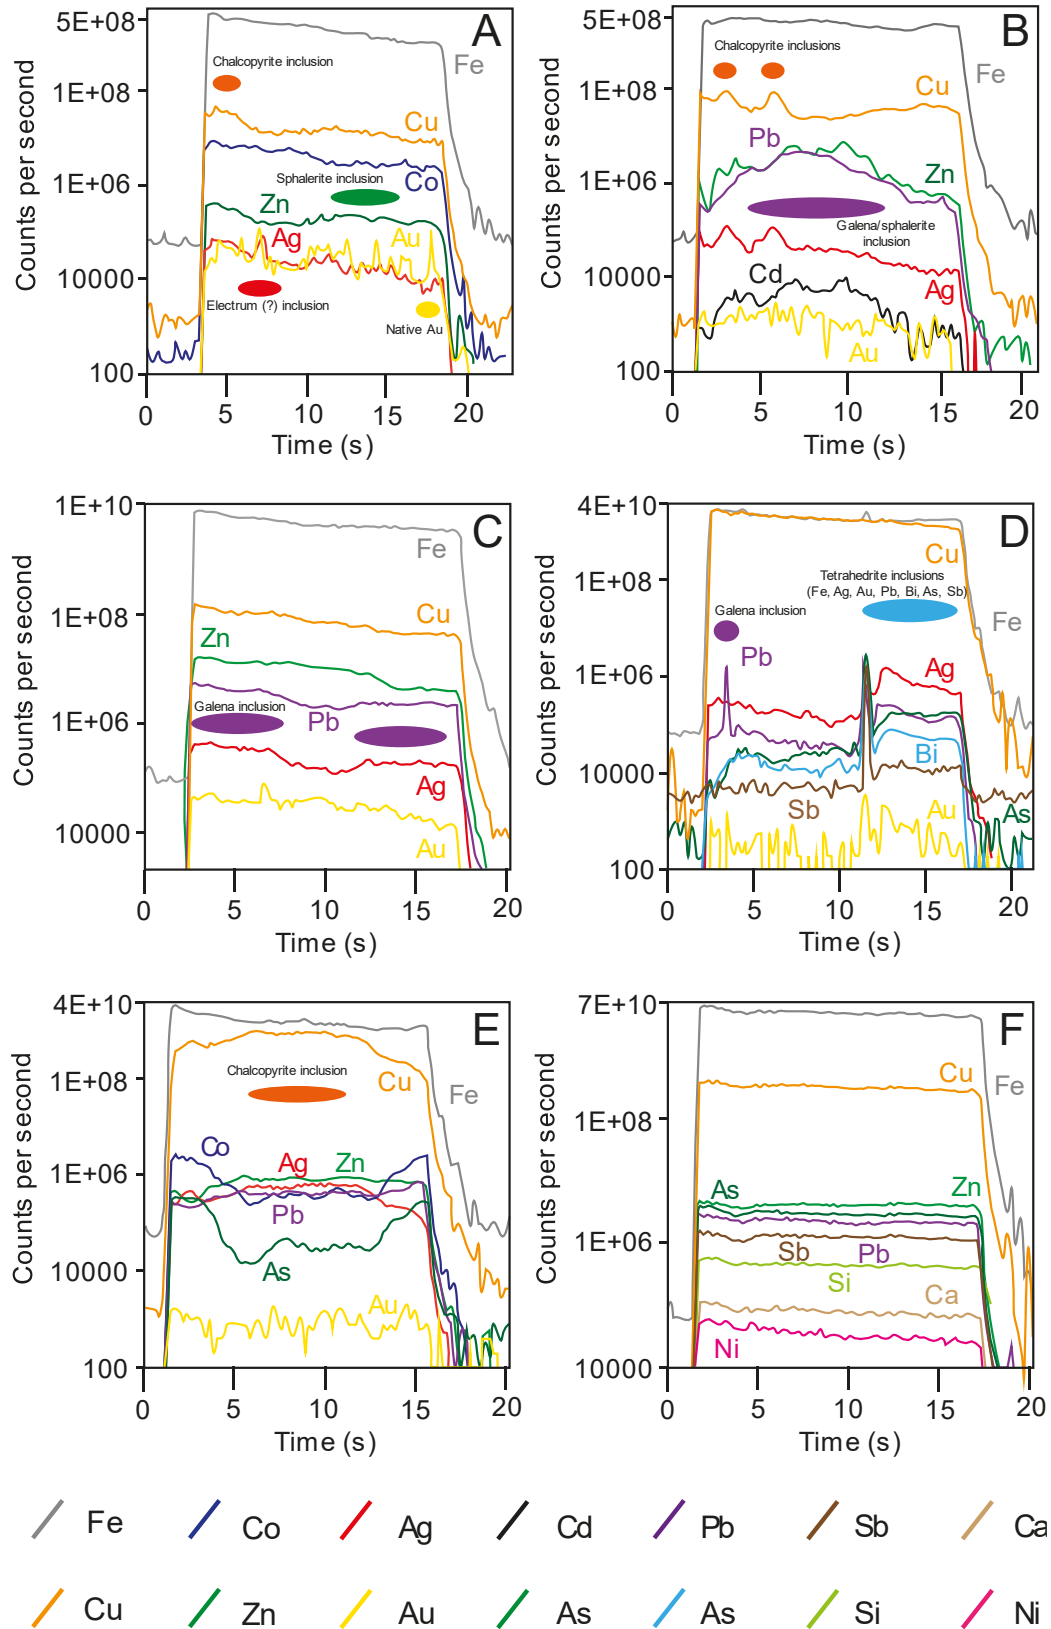 A
5E+08
1E+08
1E+06
10000
100
Counts per second
Chalcopyrite inclusion
Fe
Cu
Sphalerite inclusion
Co
Zn
Ag
Au
Electrum (?) inclusion
Native Au
0 5 10 15 20
Time (s)
B
5E+08
1E+08
1E+06
10000
100
Counts per second
Chalcopyrite inclusions
Fe
Cu
Pb
Zn
Galena/sphalerite
inclusion
Cd
Ag
Au
0 5 10 15 20
Time (s)
C
1E+10
1E+08
1E+06
10000
Counts per second
Fe
Cu
Zn
Galena inclusion
Pb
Ag
Au
0 5 10 15 20
Time (s)
D
4E+10
1E+08
1E+06
10000
100
Counts per second
Cu
Tetrahedrite inclusions
(Fe, Ag, Au, Pb, Bi, As, Sb)
Galena inclusion
Fe
Pb
Ag
Bi
Sb
Au
As
0 5 10 15 20
Time (s)
E
4E+10
1E+08
1E+06
10000
100
Counts per second
Chalcopyrite inclusion
Cu
Fe
Co
Ag
Zn
Pb
As
Au
0 5 10 15 20
Time (s)
F
7E+10
1E+08
1E+06
10000
Counts per second
Cu
Fe
As
Zn
Sb
Pb
Si
Ca
Ni
0 5 10 15 20
Time (s)
Fe Co Ag Cd Pb Sb Ca
Cu Zn Au As As Si Ni